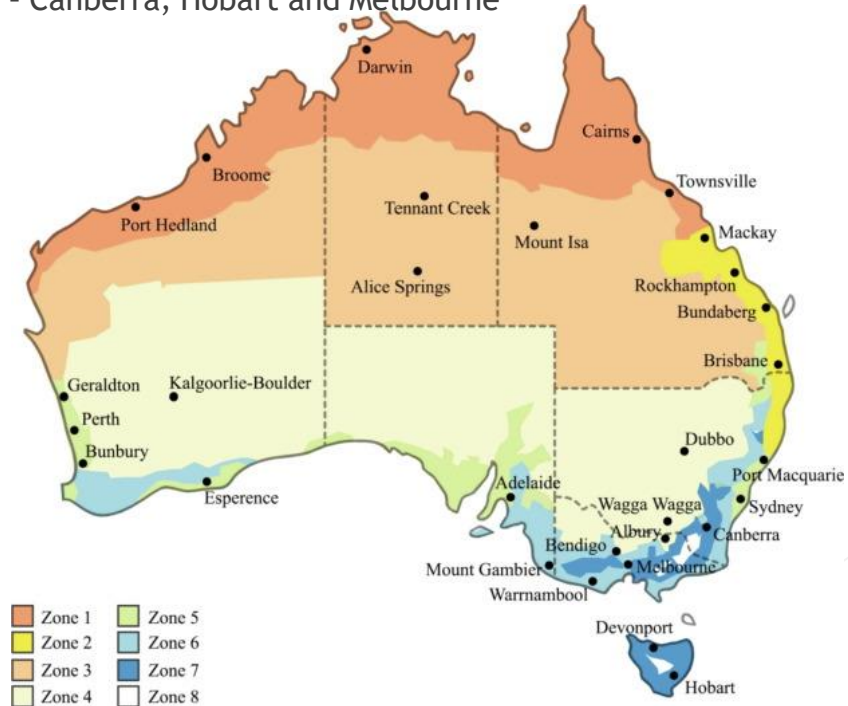 - Canberra, Hobart and Melbourne
Darwin
Cairns
Broome
Townsville
Tennant Creek
Port Hedland
Mount Isa
Mackay
Alice Springs
Rockhampton
Bundaberg
Brisbane
Geraldton
Kalgoorlie-Boulder
Perth
Dubbo
Bunbury
Port Macquarie
Adelaide
Esperence
Wagga Wagga
Sydney
Albury
Canberra
Bendigo
Mount Gambier
Melbourne
Warrnambool
Devonport
Hobart
Zone 1
Zone 2
Zone 3
Zone 4
Zone 5
Zone 6
Zone 7
Zone 8